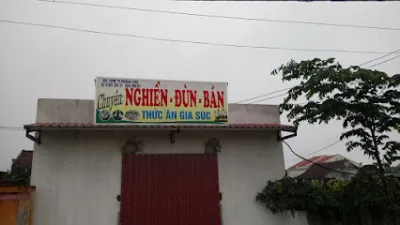 Chuyên NGHIỀN - ĐÙN - BÁN
THỨC ĂN GIA SÚC